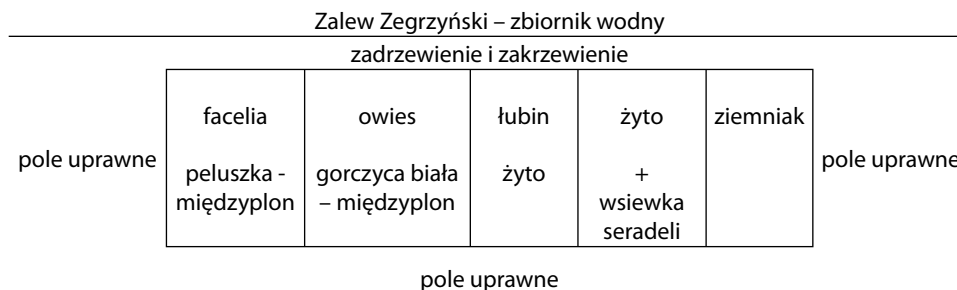 Zalew Zegrzyński – zbiornik wodny
zadrzewienie i zakrzewienie
facelia owies łubin żyto ziemniak
pole uprawne peluszka - gorczyca biała żyto + pole uprawne
międzyplon – międzyplon wsiewka
seradeli
pole uprawne